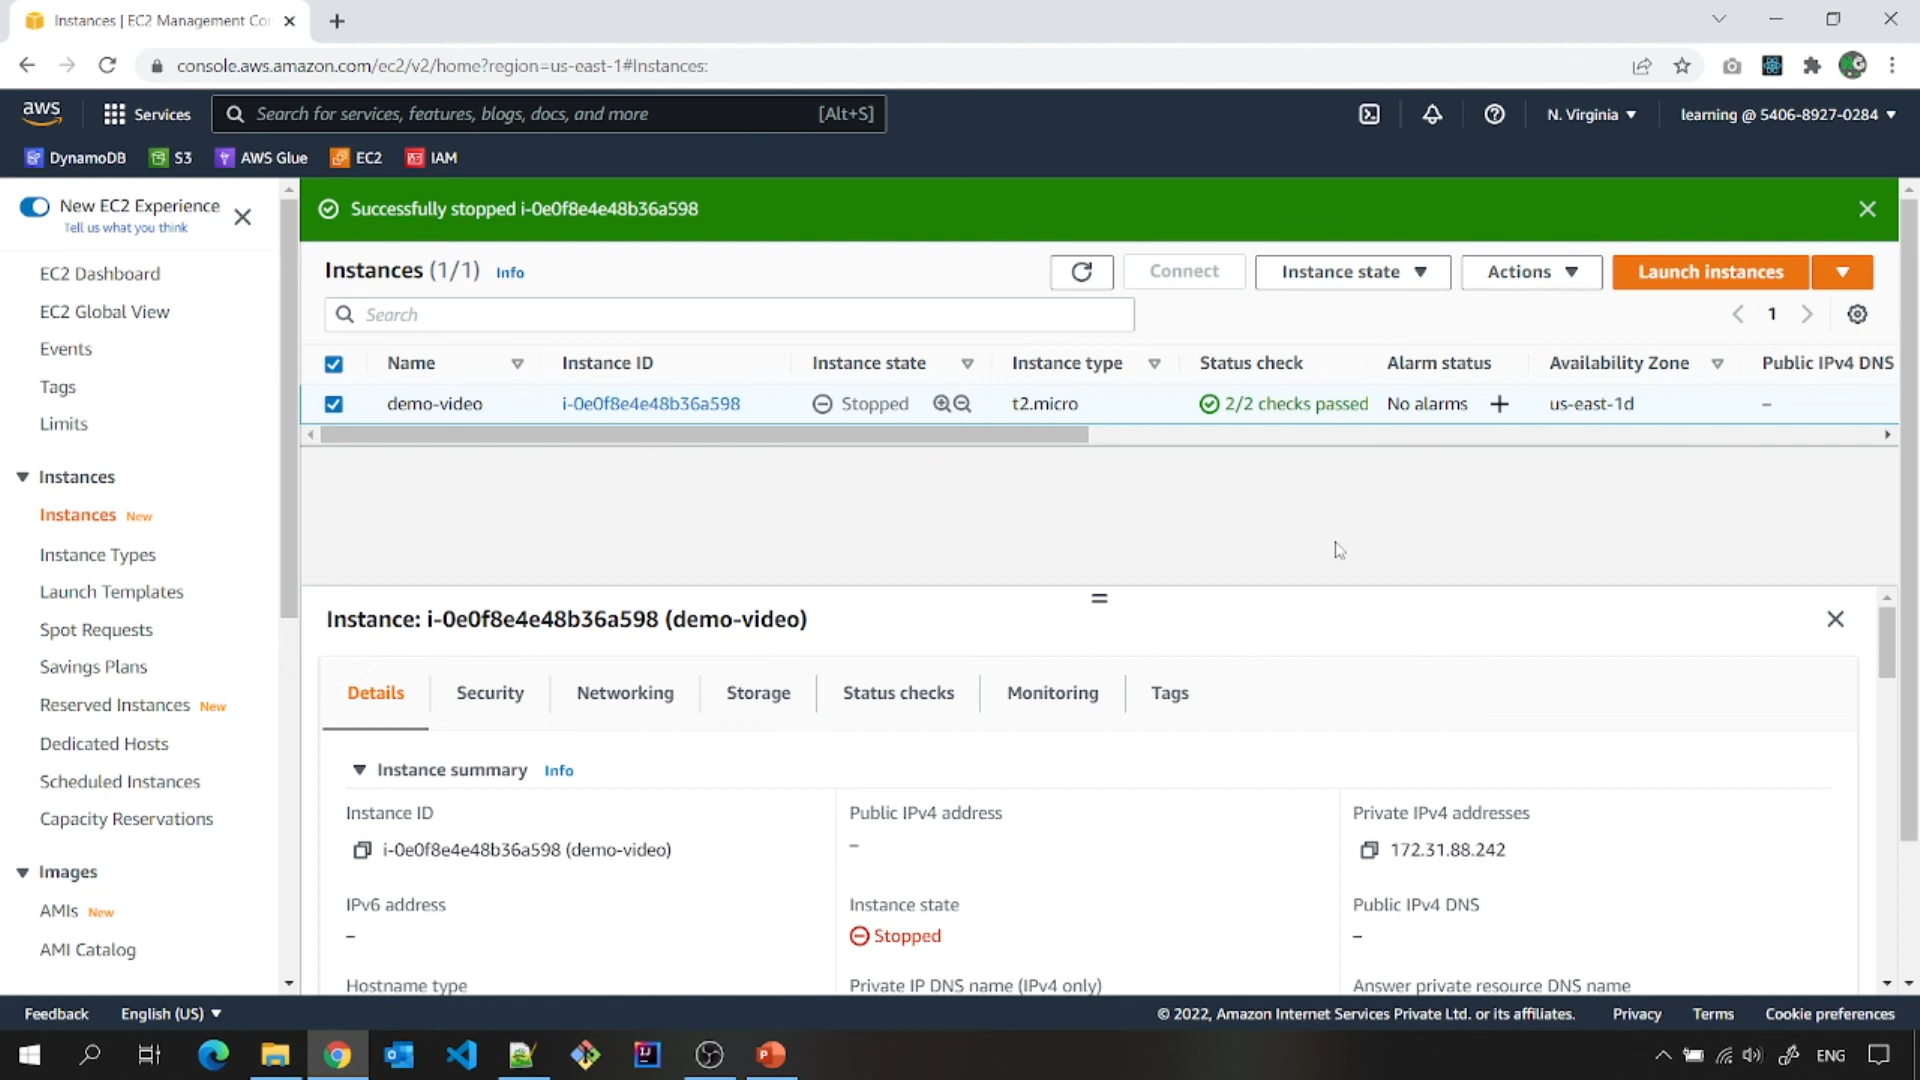 Instances | EC2 Management Con
console.aws.amazon.com/ec2/v2/home?region=us-east-1#Instances:
aws
Services
Search for services, features, blogs, docs, and more
[Alt+S]
N. Virginia
learning @ 5406-8927-0284
DynamoDB
S3
AWS Glue
EC2
IAM
New EC2 Experience
Tell us what you think
EC2 Dashboard
EC2 Global View
Events
Tags
Limits
Instances
Instances New
Instance Types
Launch Templates
Spot Requests
Savings Plans
Reserved Instances New
Dedicated Hosts
Scheduled Instances
Capacity Reservations
Images
AMIs New
AMI Catalog
Successfully stopped i-0e0f8e4e48b36a598
Instances (1/1) Info
Connect
Instance state
Actions
Launch instances
Search
1
Name
Instance ID
Instance state
Instance type
Status check
Alarm status
Availability Zone
Public IPv4 DNS
demo-video
i-0e0f8e4e48b36a598
Stopped
t2.micro
2/2 checks passed
No alarms +
us-east-1d
–
Instance: i-0e0f8e4e48b36a598 (demo-video)
Details
Security
Networking
Storage
Status checks
Monitoring
Tags
Instance summary Info
Instance ID
i-0e0f8e4e48b36a598 (demo-video)
Public IPv4 address
–
Private IPv4 addresses
172.31.88.242
IPv6 address
–
Instance state
Stopped
Public IPv4 DNS
–
Hostname type
Private IP DNS name (IPv4 only)
Answer private resource DNS name
Feedback
English (US)
© 2022, Amazon Internet Services Private Ltd. or its affiliates.
Privacy
Terms
Cookie preferences
ENG